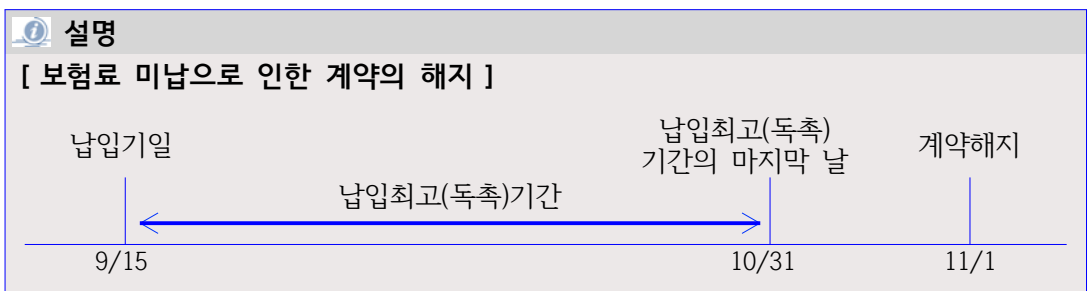 설명
[ 보험료 미납으로 인한 계약의 해지 ]
납입기일
납입최고(독촉)
기간의 마지막 날
계약해지
납입최고(독촉)기간
9/15
10/31
11/1